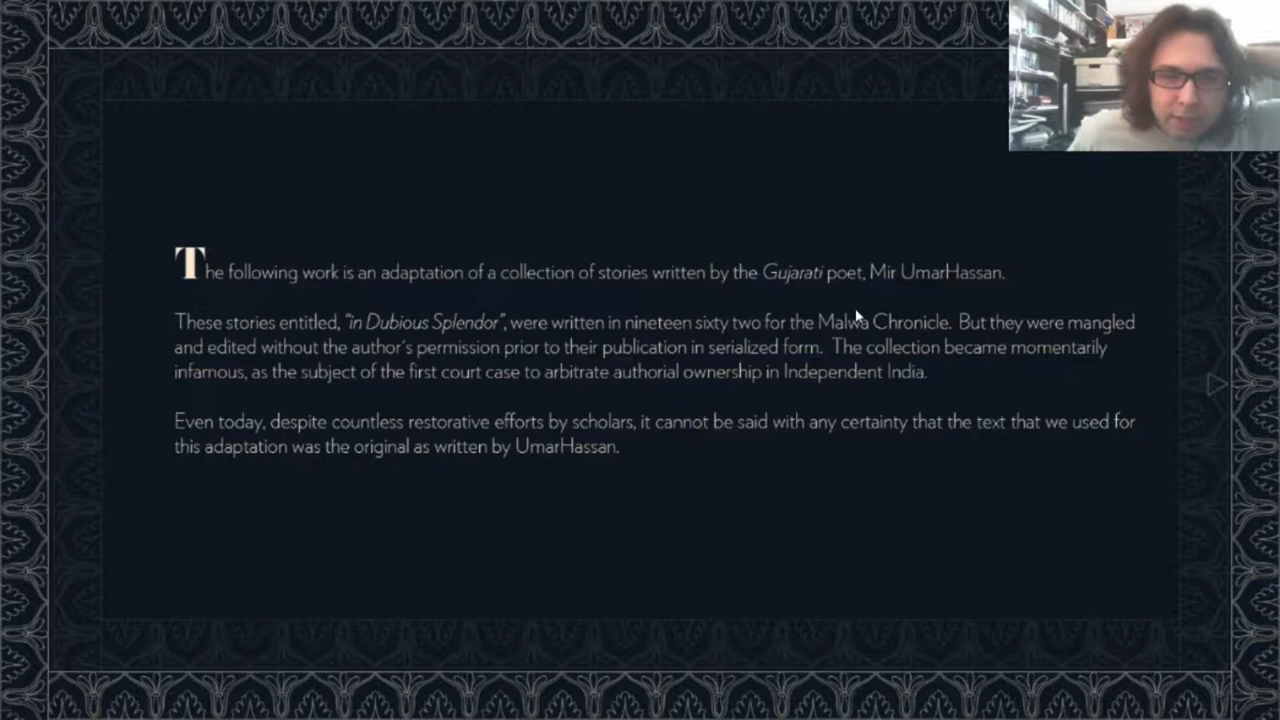 The following work is an adaptation of a collection of stories written by the Gujarati poet, Mir UmarHassan.
These stories entitled, "in Dubious Splendor", were written in nineteen sixty two for the Malwa Chronicle. But they were mangled
and edited without the author's permission prior to their publication in serialized form. The collection became momentarily
infamous, as the subject of the first court case to arbitrate authorial ownership in Independent India.
Even today, despite countless restorative efforts by scholars, it cannot be said with any certainty that the text that we used for
this adaptation was the original as written by UmarHassan.